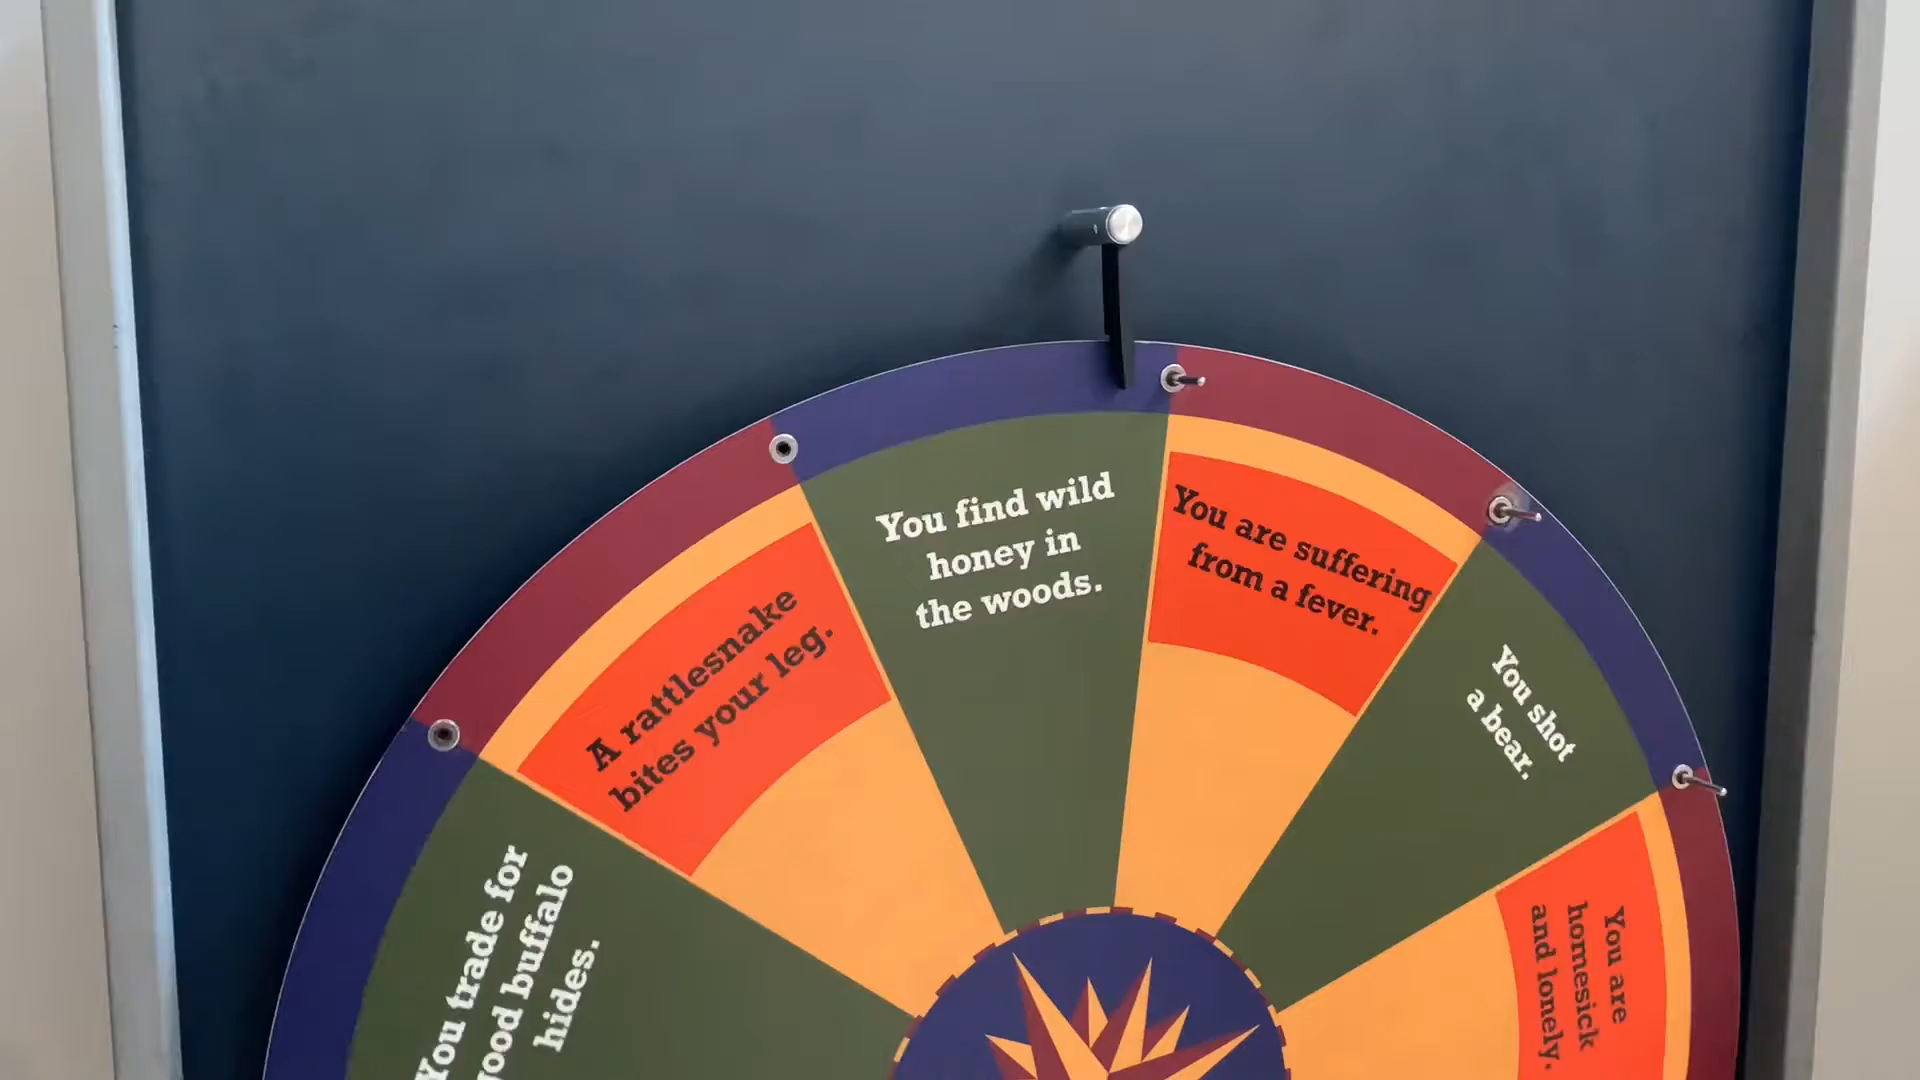 You trade for
good buffalo
hides.
A rattlesnake
bites your leg.
You find wild
honey in
the woods.
You are suffering
from a fever.
You shot
a bear.
You are
homesick
and lonely.